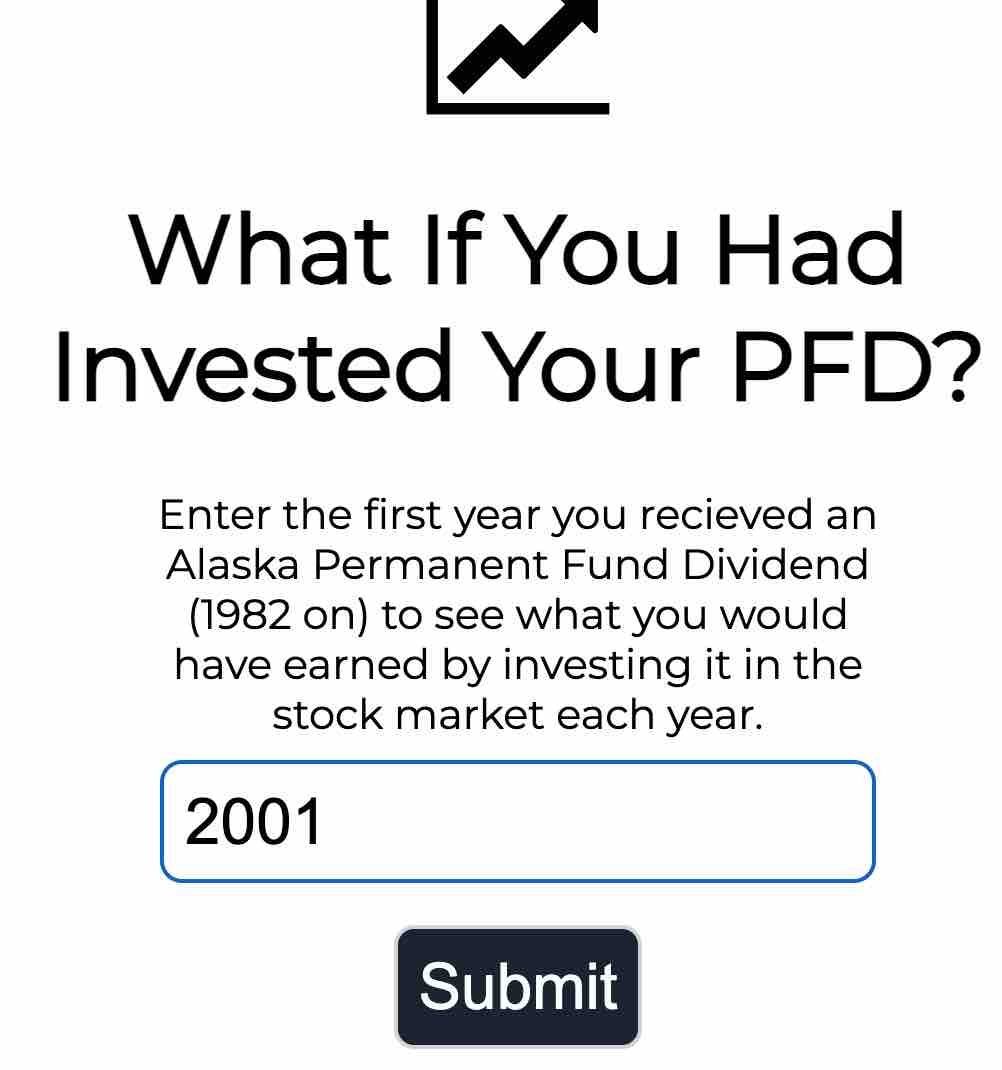 What If You Had
Invested Your PFD?
Enter the first year you recieved an
Alaska Permanent Fund Dividend
(1982 on) to see what you would
have earned by investing it in the
stock market each year.
2001
Submit